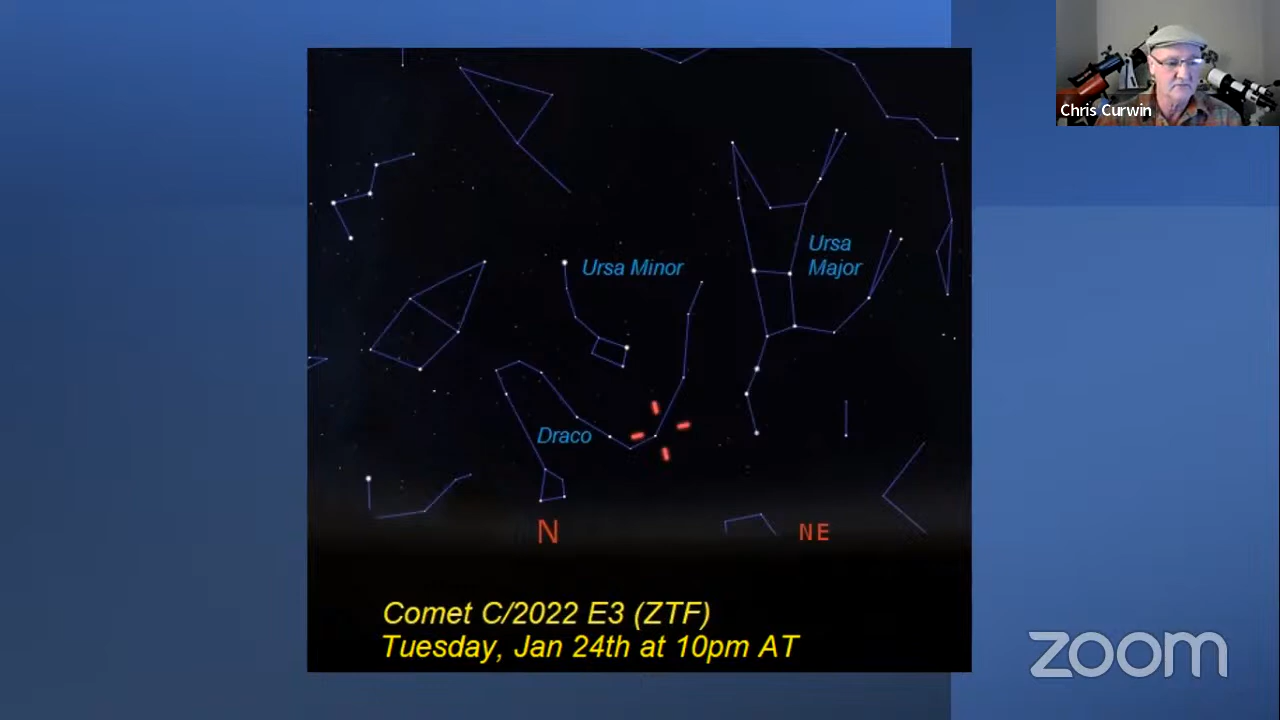 Chris Curwin
Ursa Minor
Ursa
Major
Draco
N
NE
Comet C/2022 E3 (ZTF)
Tuesday, Jan 24th at 10pm AT
zoom